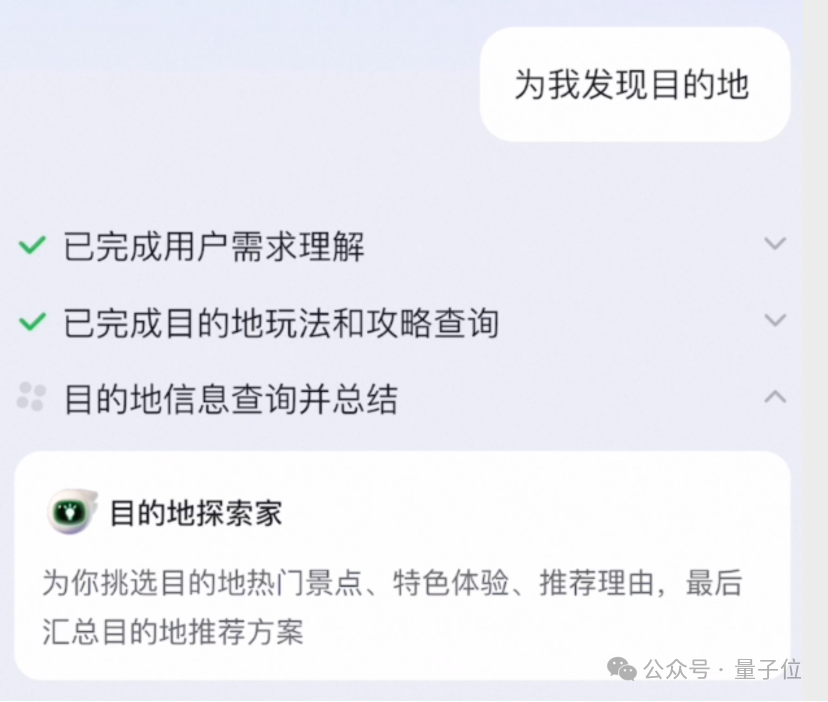 为我发现目的地
已完成用户需求理解
已完成目的地玩法和攻略查询
目的地信息查询并总结
目的地探索家
为你挑选目的地热门景点、特色体验、推荐理由，最后
汇总目的地推荐方案
公众号 · 量子位